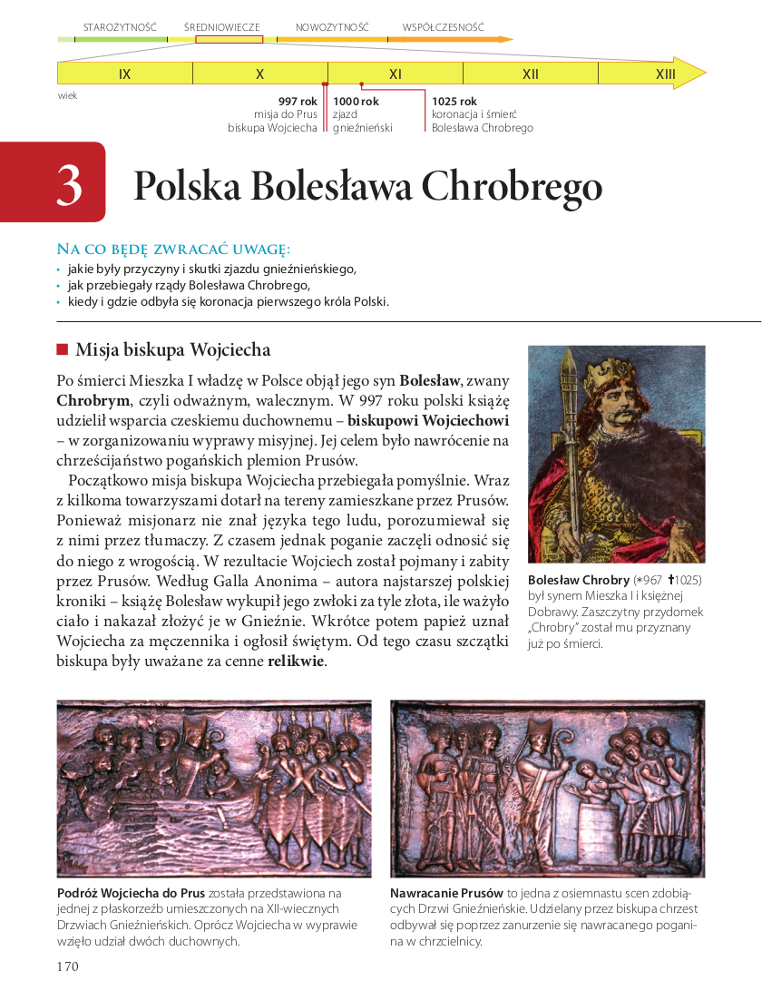 STAROŻYTNOŚĆ ŚREDNIOWIECZE NOWOŻYTNOŚĆ WSPÓŁCZESNOŚĆ
IX X XI XII XIII
wiek
997 rok
misja do Prus
biskupa Wojciecha
1000 rok
zjazd
gnieźnieński
1025 rok
koronacja i śmierć
Bolesława Chrobrego
3
Polska Bolesława Chrobrego
Na co będę zwracać uwagę:
• jakie były przyczyny i skutki zjazdu gnieźnieńskiego,
• jak przebiegały rządy Bolesława Chrobrego,
• kiedy i gdzie odbyła się koronacja pierwszego króla Polski.
Misja biskupa Wojciecha
Po śmierci Mieszka I władzę w Polsce objął jego syn Bolesław, zwany
Chrobrym, czyli odważnym, walecznym. W 997 roku polski książę
udzielił wsparcia czeskiemu duchownemu – biskupowi Wojciechowi
– w zorganizowaniu wyprawy misyjnej. Jej celem było nawrócenie na
chrześcijaństwo pogańskich plemion Prusów.
Początkowo misja biskupa Wojciecha przebiegała pomyślnie. Wraz
z kilkoma towarzyszami dotarł na tereny zamieszkane przez Prusów.
Ponieważ misjonarz nie znał języka tego ludu, porozumiewał się
z nimi przez tłumaczy. Z czasem jednak poganie zaczęli odnosić się
do niego z wrogością. W rezultacie Wojciech został pojmany i zabity
przez Prusów. Według Galla Anonima – autora najstarszej polskiej
kroniki – książę Bolesław wykupił jego zwłoki za tyle złota, ile ważyło
ciało i nakazał złożyć je w Gnieźnie. Wkrótce potem papież uznał
Wojciecha za męczennika i ogłosił świętym. Od tego czasu szczątki
biskupa były uważane za cenne relikwie.
Bolesław Chrobry (*967 ✝1025)
był synem Mieszka I i księżnej
Dobrawy. Zaszczytny przydomek
„Chrobry” został mu przyznany
już po śmierci.
Podróż Wojciecha do Prus została przedstawiona na
jednej z płaskorzeźb umieszczonych na XII-wiecznych
Drzwiach Gnieźnieńskich. Oprócz Wojciecha w wyprawie
wzięło udział dwóch duchownych.
Nawracanie Prusów to jedna z osiemnastu scen zdobią-
cych Drzwi Gnieźnieńskie. Udzielany przez biskupa chrzest
odbywał się poprzez zanurzenie się nawracanego pogani-
na w chrzcielnicy.
170